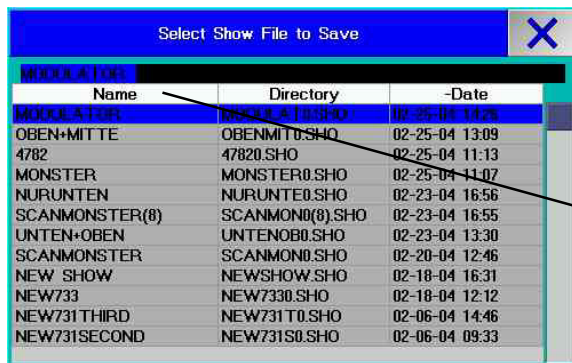 Select Show File to Save
MODULATOR
Name Directory -Date
MODULATOR MODULAT0.SHO 02-25-04 14:26
OBEN+MITTE OBENMIT0.SHO 02-25-04 13:09
4782 47820.SHO 02-25-04 11:13
MONSTER MONSTER0.SHO 02-25-04 11:07
NURUNTEN NURUNTE0.SHO 02-23-04 16:56
SCANMONSTER(8) SCANMON0(8).SHO 02-23-04 16:55
UNTEN+OBEN UNTENOB0.SHO 02-23-04 13:30
SCANMONSTER SCANMON0.SHO 02-20-04 12:46
NEW SHOW NEWSHOW.SHO 02-18-04 16:31
NEW733 NEW7330.SHO 02-18-04 12:12
NEW731THIRD NEW731T0.SHO 02-06-04 14:46
NEW731SECOND NEW731S0.SHO 02-06-04 09:33